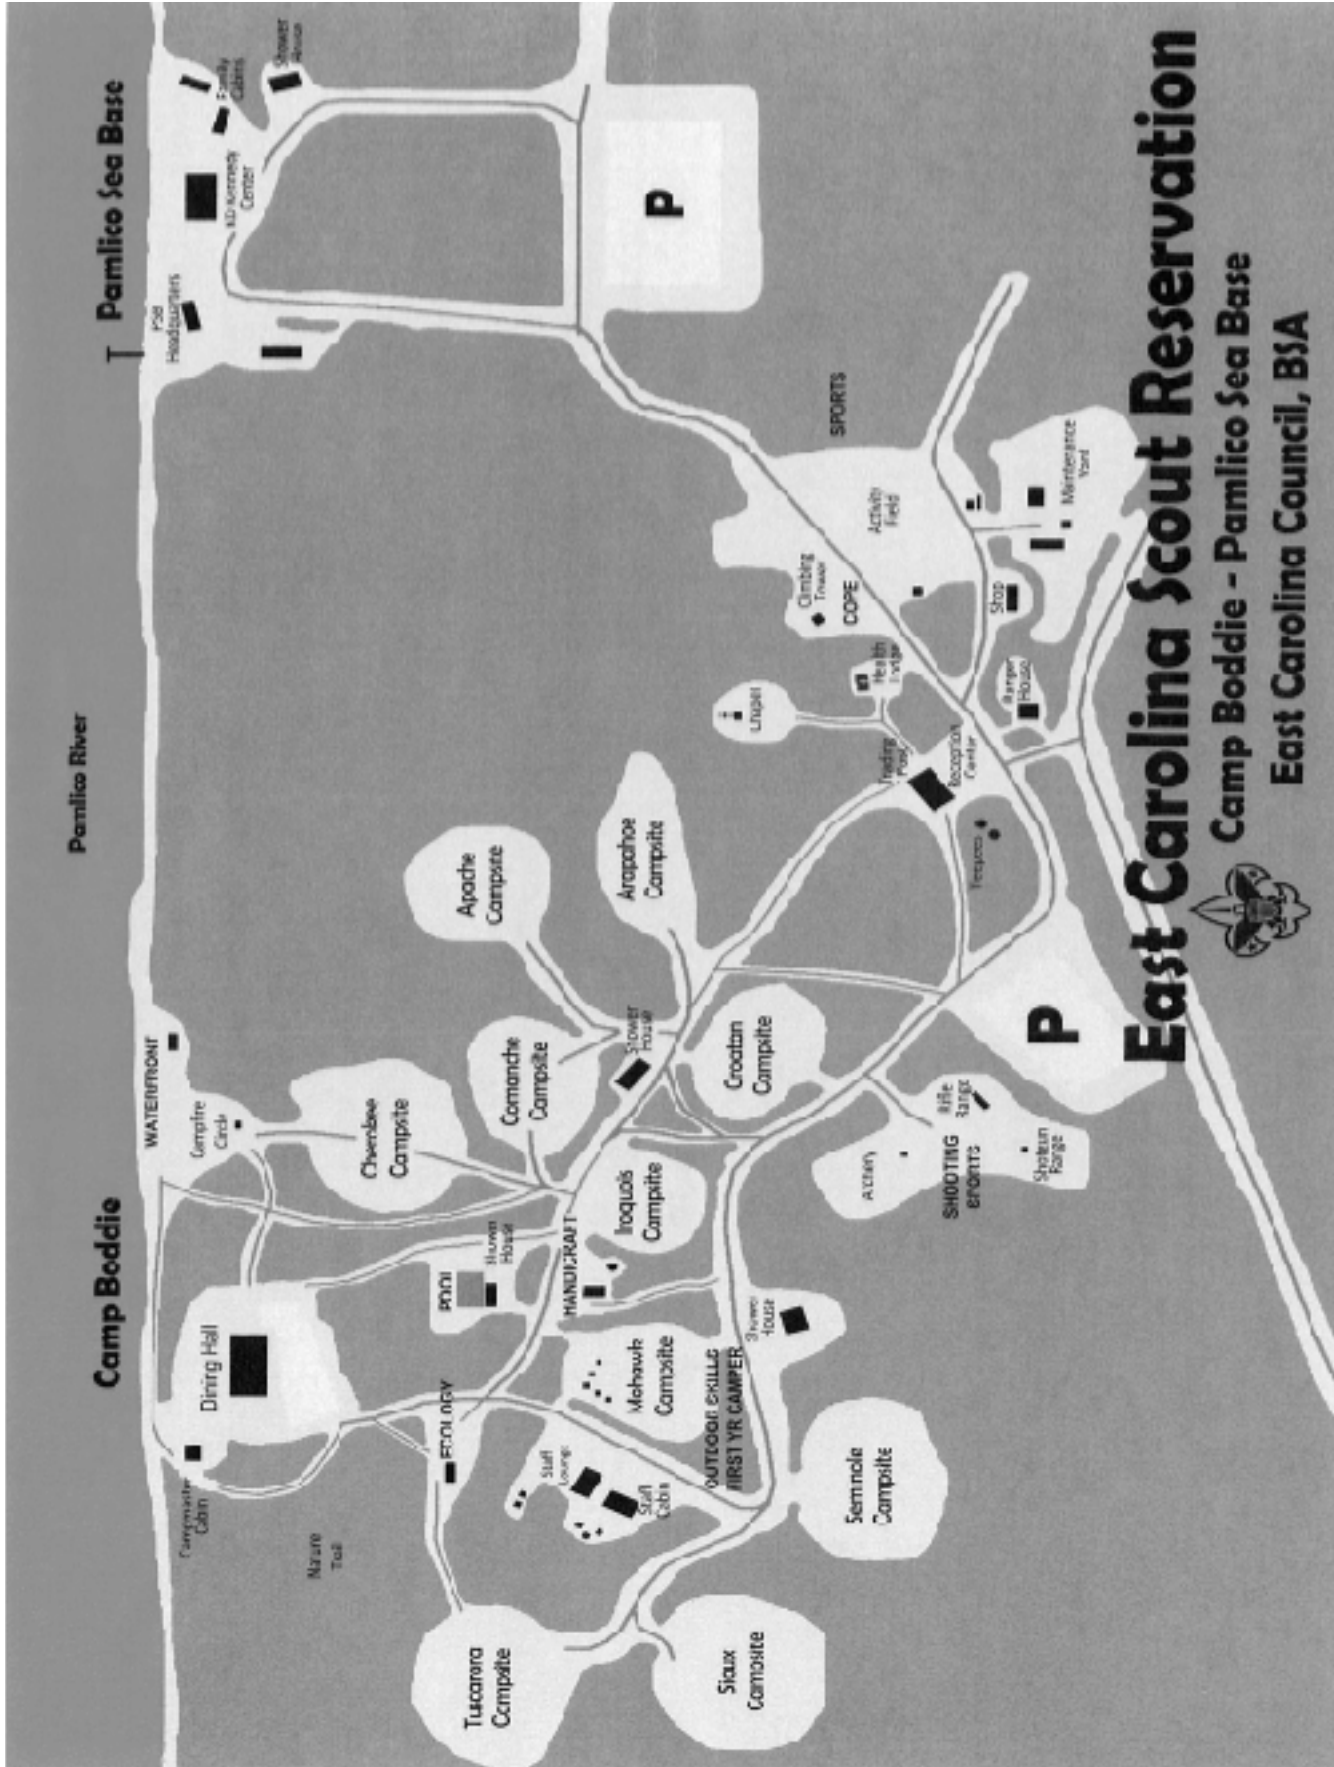 Pamlico River
Camp Boddie
Pamlico Sea Base
WATERFRONT
Campfire
Circle
Dining Hall
Cabin
Nature
Trail
PSB
Headquarters
Center
Family
Cabins
Shower
House
Cherokee
Campsite
Comanche
Campsite
Apache
Campsite
Arapahoe
Campsite
POOL
Shower
House
ECOLOGY
HANDICRAFT
Shower
House
Iroquois
Campsite
Croatan
Campsite
Mohawk
Campsite
Staff
Lounge
Staff
Cabin
Tuscarora
Campsite
Sioux
Campsite
Seminole
Campsite
OUTDOOR SKILLS
FIRST YR CAMPER
Shower
House
Archery
SHOOTING
SPORTS
Rifle
Range
Shotgun
Range
P
Teepees
Trading
Post
Reception
Center
Chapel
Health
Lodge
Climbing
Tower
COPE
Activity
Field
SPORTS
Shop
Ranger
House
Maintenance
Yard
P
East Carolina Scout Reservation
Camp Boddie - Pamlico Sea Base
East Carolina Council, BSA